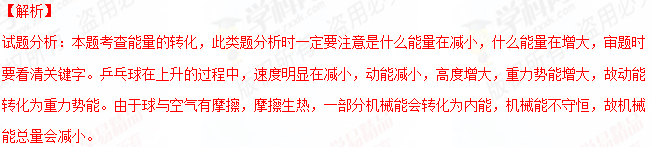 【解析】
试题分析：本题考查能量的转化，此类题分析时一定要注意是什么能量在减小，什么能量在增大，审题时
要看清关键字。乒乓球在上升的过程中，速度明显在减小，动能减小，高度增大，重力势能增大，故动能
转化为重力势能。由于球与空气有摩擦，摩擦生热，一部分机械能会转化为内能，机械能不守恒，故机械
能总量会减小。